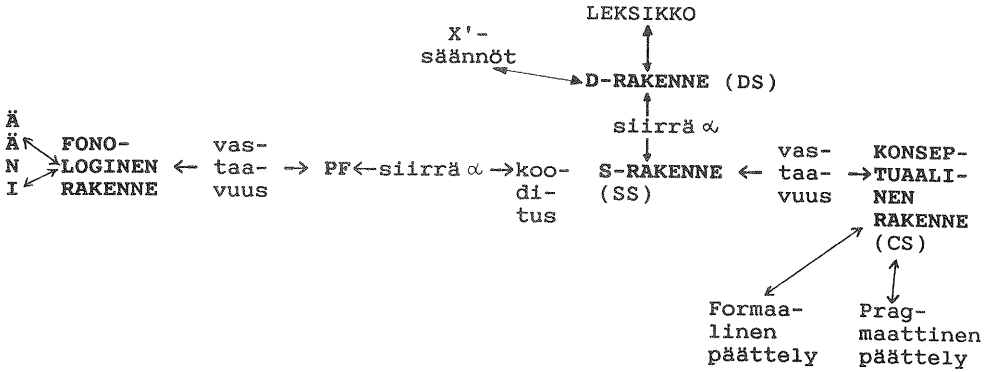 LEKSIKKO
X'-
säännöt
D-RAKENNE (DS)
siirrä α
Ä
Ä
N
I
FONO-
LOGINEN
RAKENNE
vas-
taa-
vuus
PF
siirrä α
koo-
di-
tus
S-RAKENNE
(SS)
vas-
taa-
vuus
KONSEP-
TUAALI-
NEN
RAKENNE
(CS)
Formaa-
linen
päättely
Prag-
maattinen
päättely